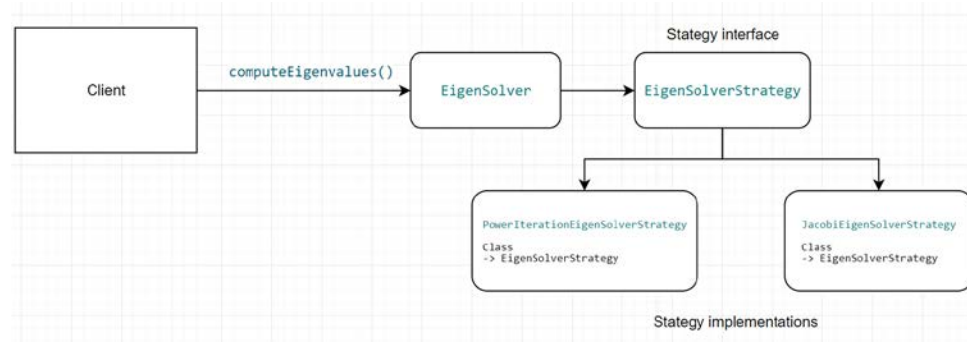 Stategy interface
Client
computeEigenvalues()
EigenSolver
EigenSolverStrategy
PowerIterationEigenSolverStrategy
Class
-> EigenSolverStrategy
JacobiEigenSolverStrategy
Class
-> EigenSolverStrategy
Stategy implementations